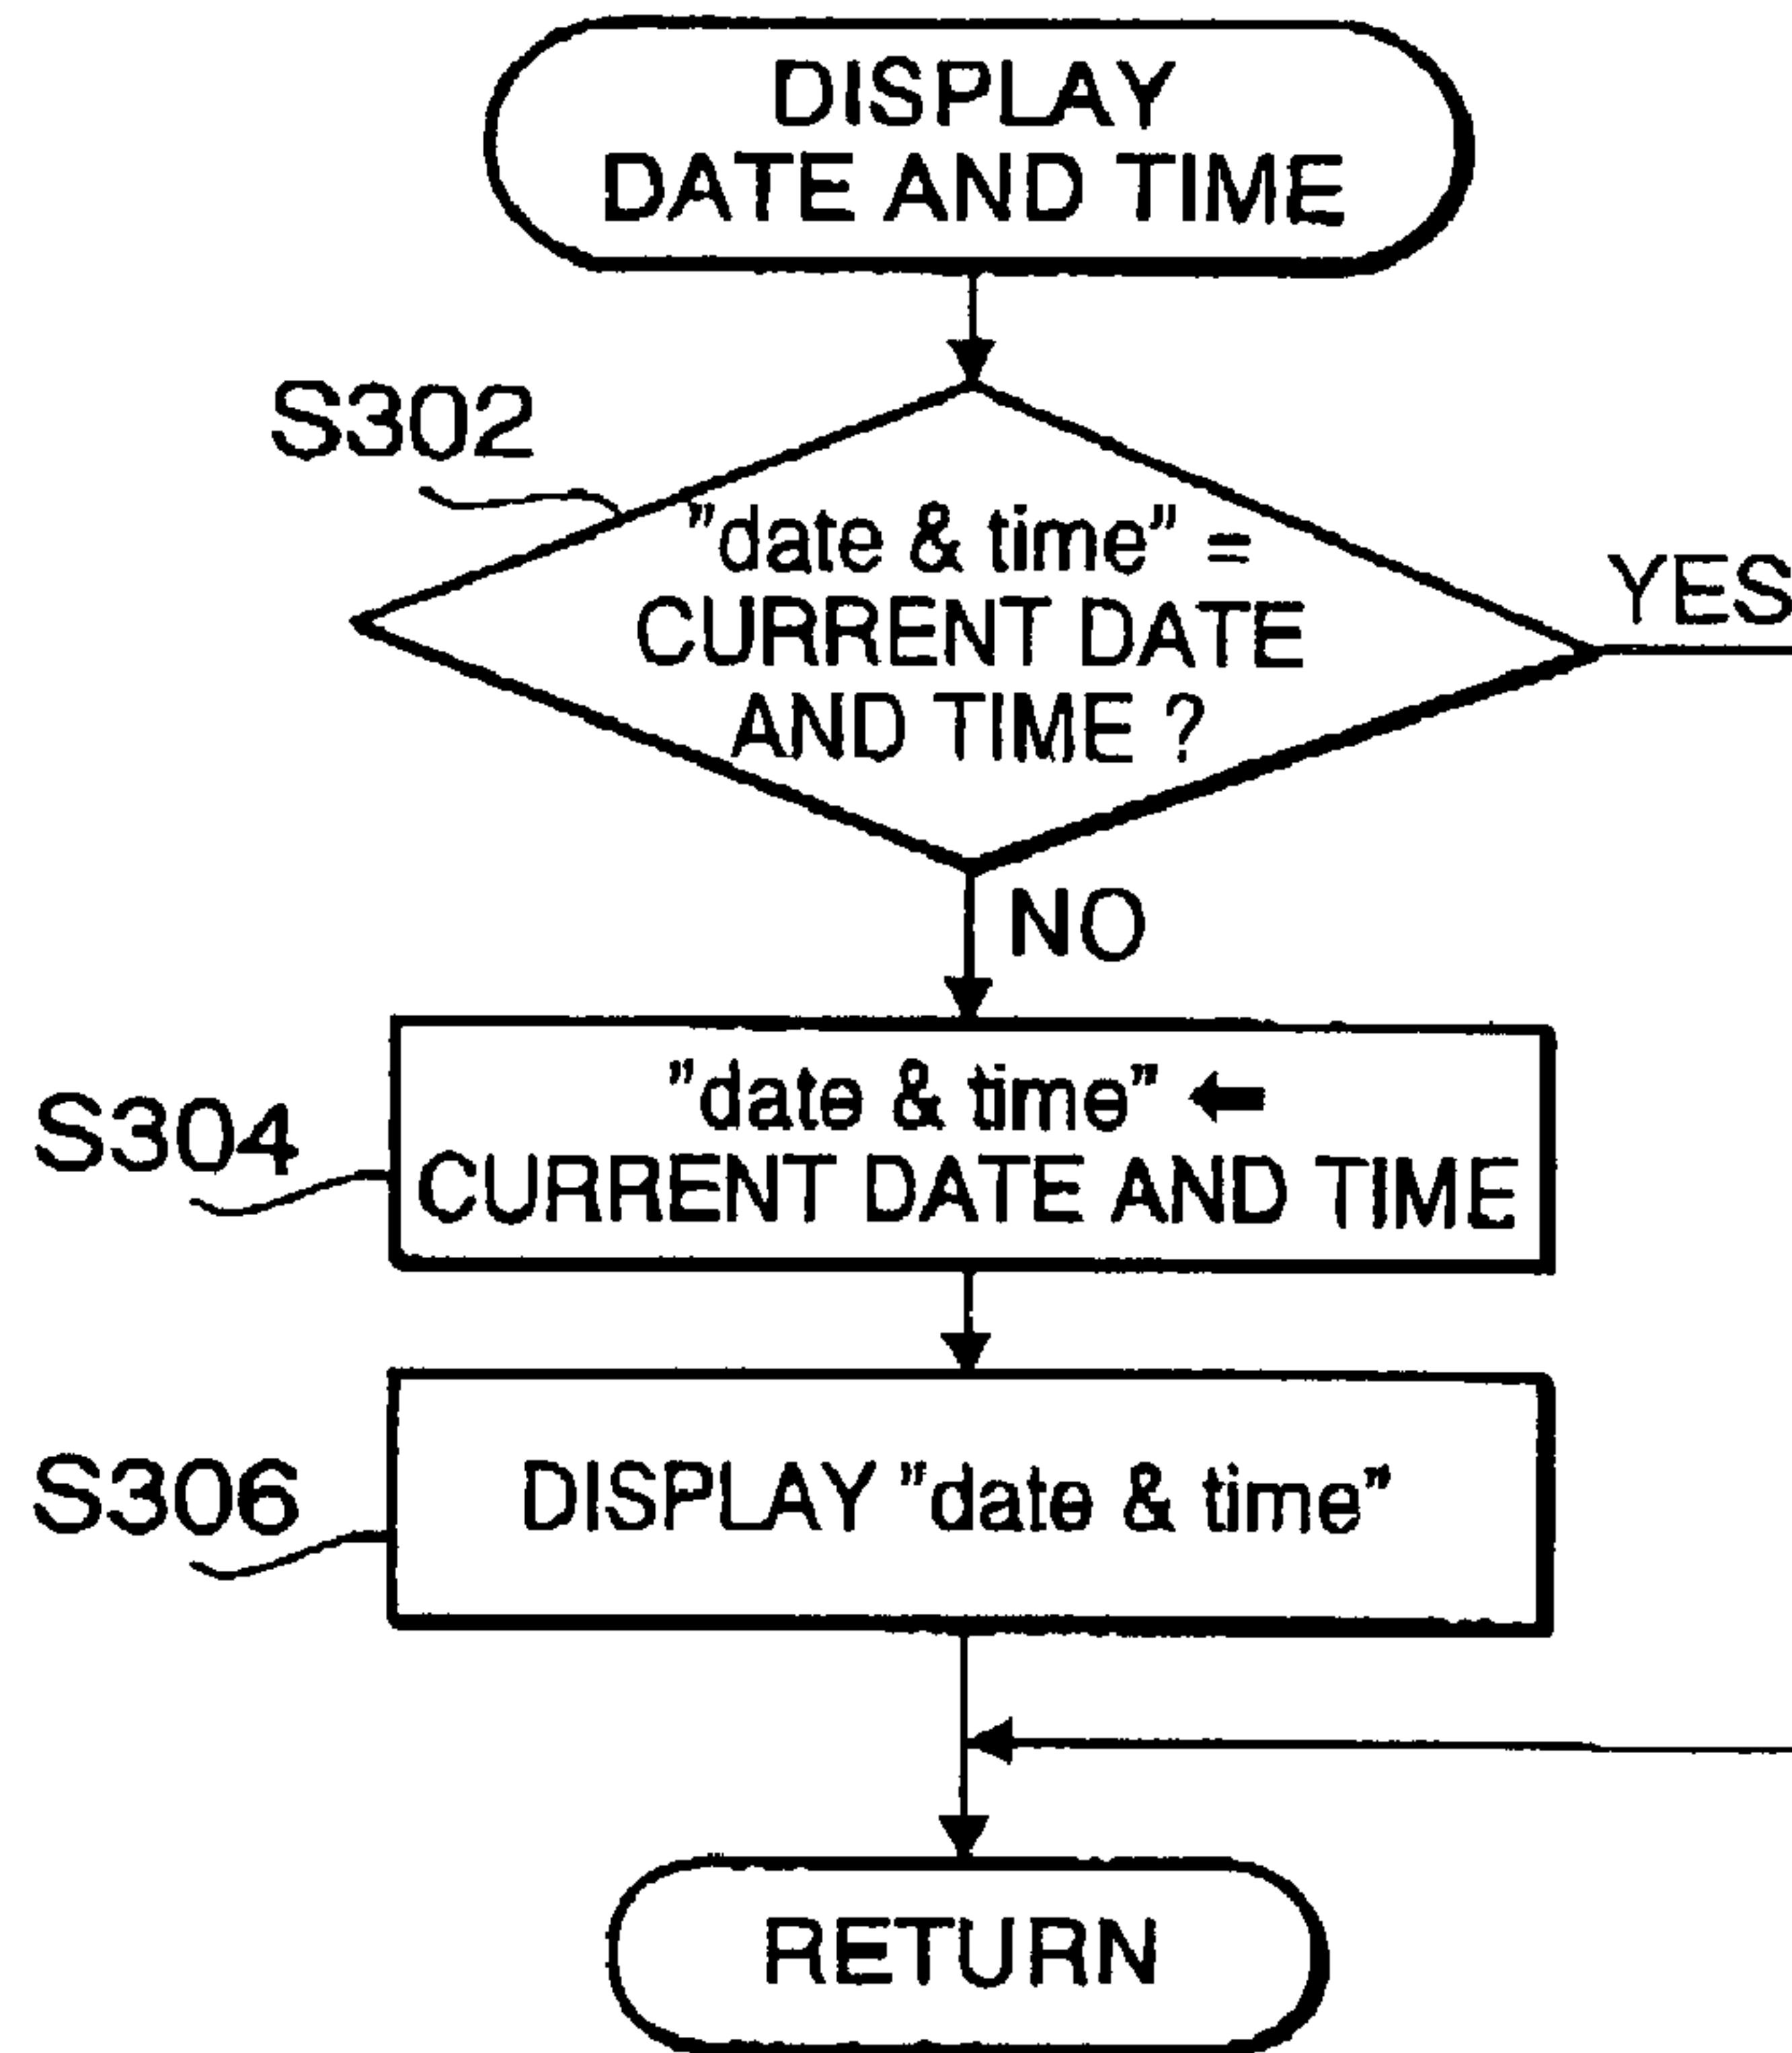 DISPLAY
DATE AND TIME
S302
"date & time" =
CURRENT DATE
AND TIME ?
YES
NO
S304
"date & time" ←
CURRENT DATE AND TIME
S306
DISPLAY "date & time"
RETURN